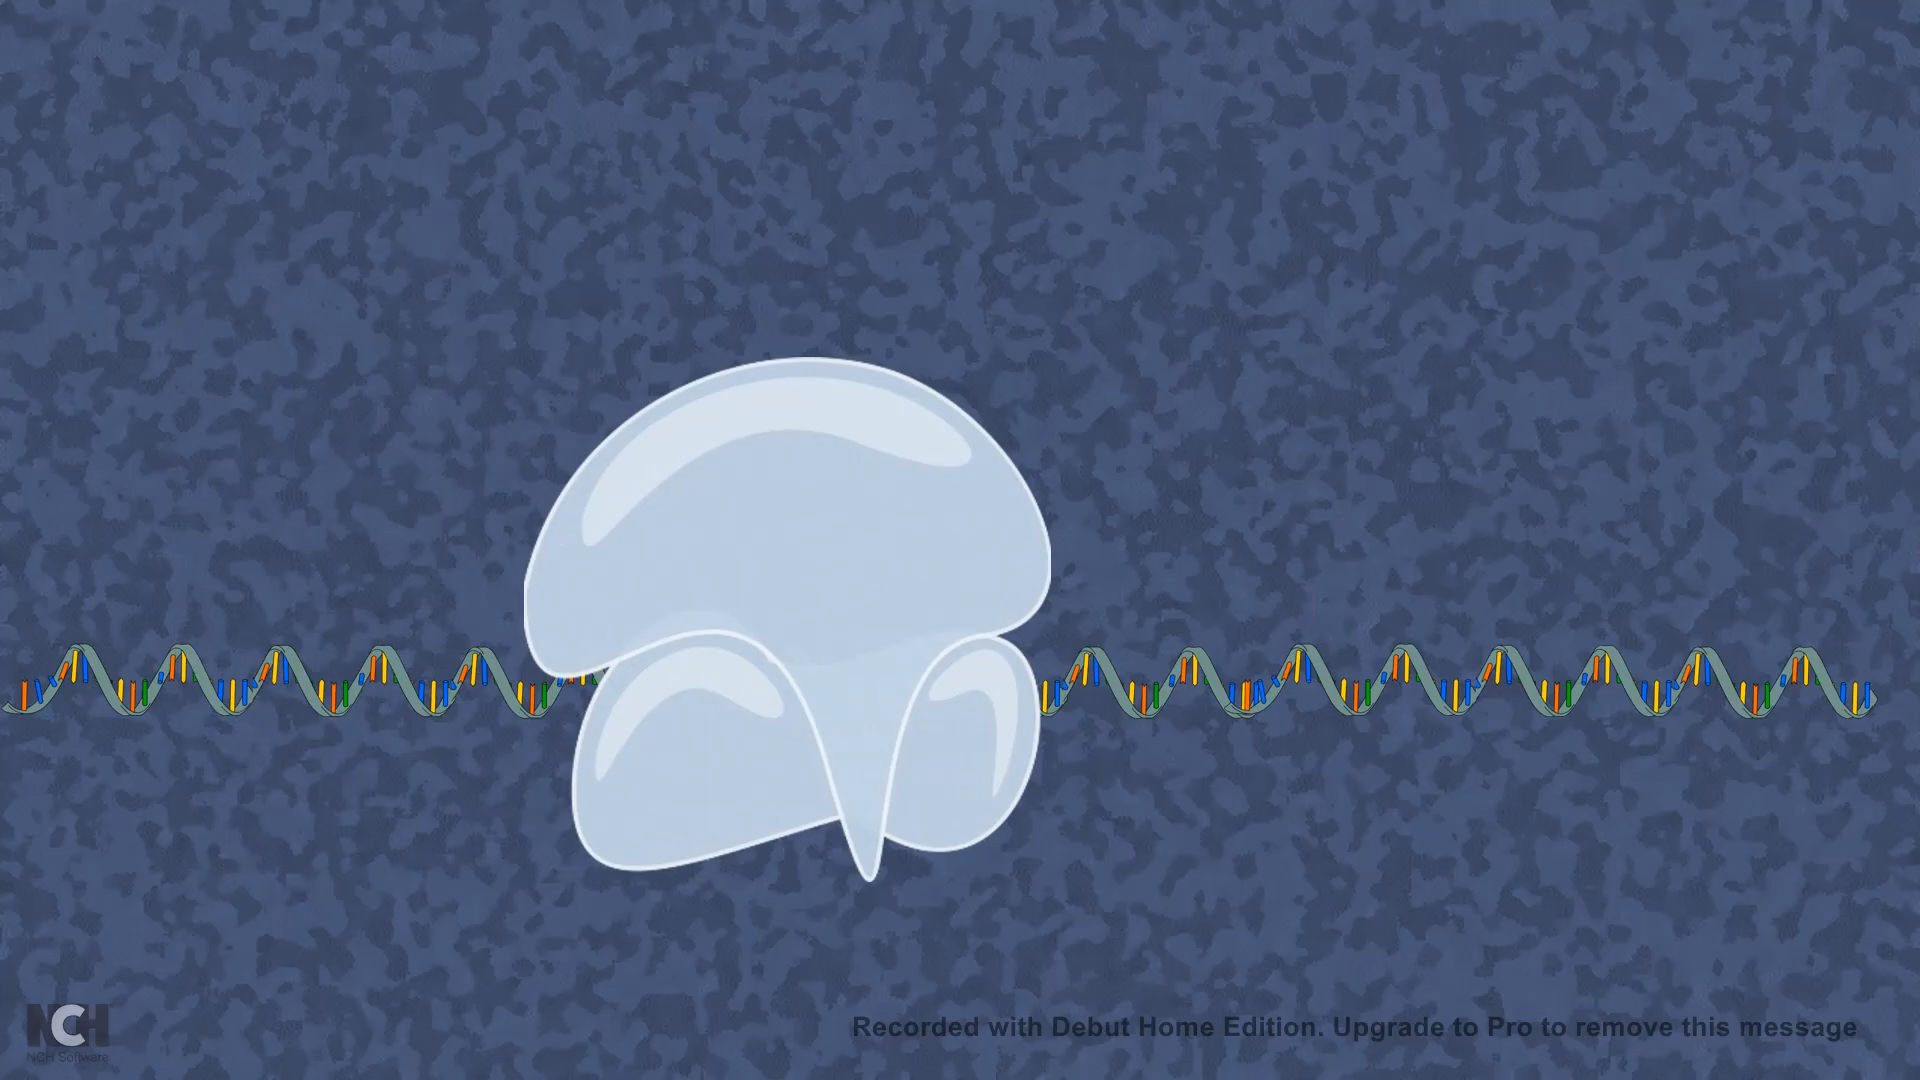 NCH
NCH Software
Recorded with Debut Home Edition. Upgrade to Pro to remove this message